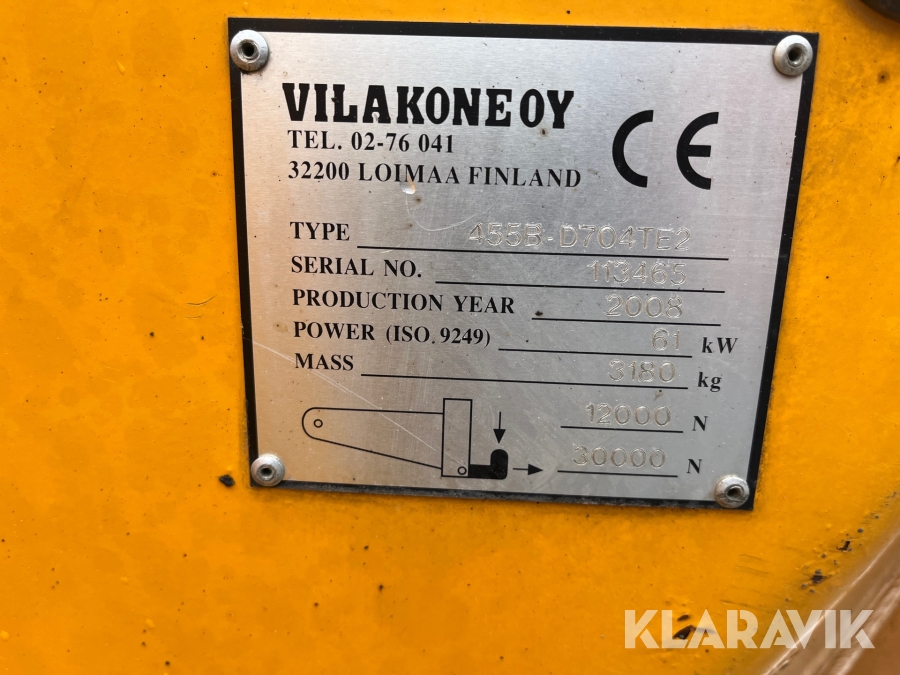 VILAKONE OY
TEL. 02-76 041
32200 LOIMAA FINLAND
CE
TYPE 455B-D704TE2
SERIAL NO. 113465
PRODUCTION YEAR 2008
POWER (ISO. 9249) 61 kW
MASS 3180 kg
12000 N
30000 N
KLARAVIK